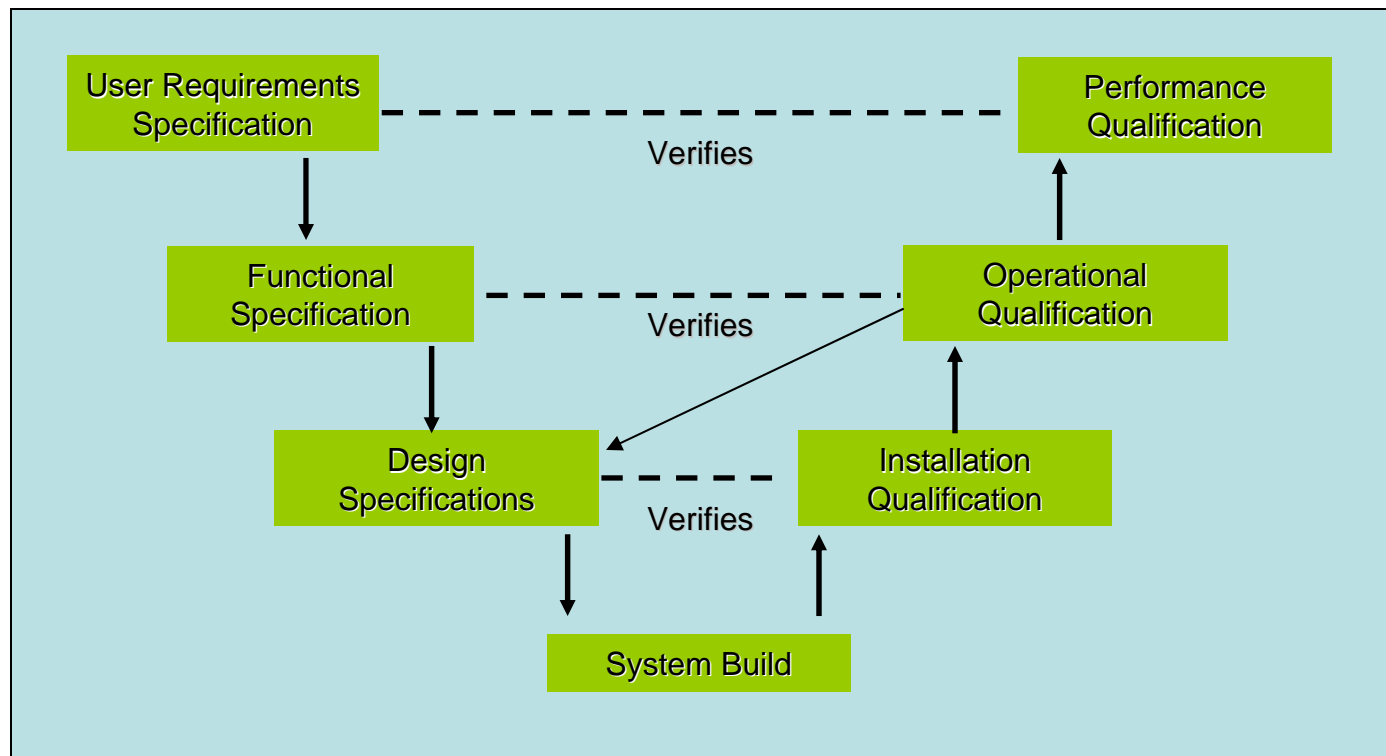 User Requirements
Specification
Performance
Qualification
Verifies
Functional
Specification
Operational
Qualification
Verifies
Design
Specifications
Installation
Qualification
Verifies
System Build